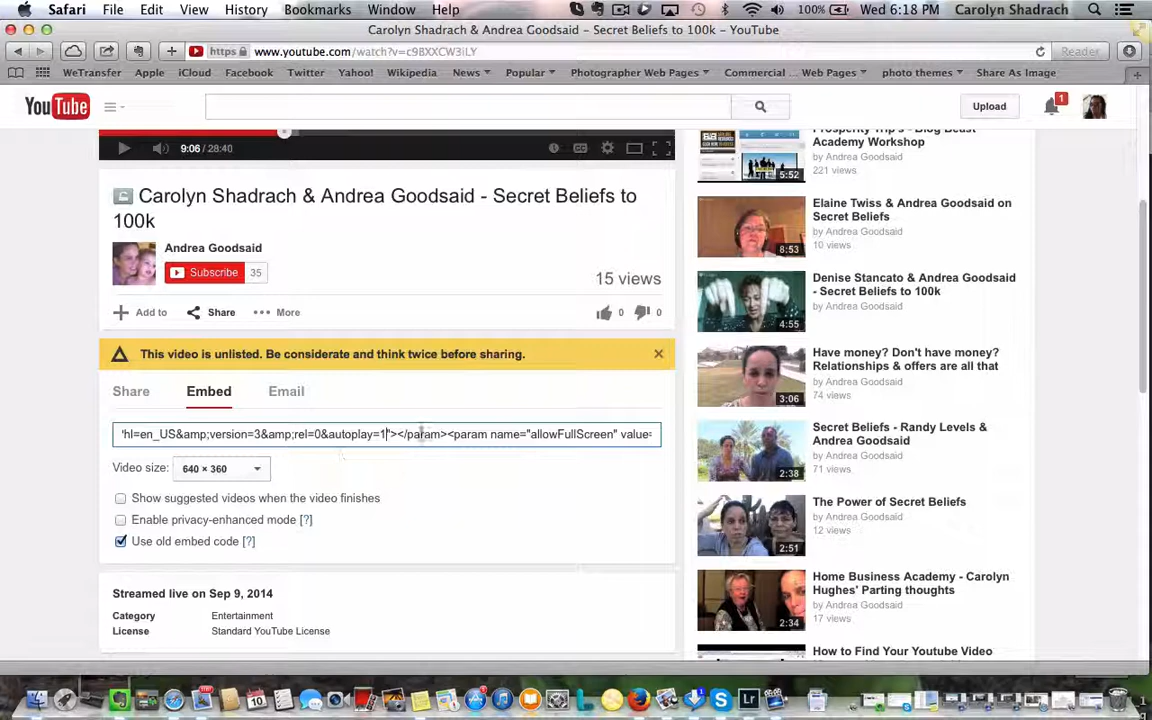 Safari File Edit View History Bookmarks Window Help 100% Wed 6:18 PM Carolyn Shadrach
Carolyn Shadrach & Andrea Goodsaid - Secret Beliefs to 100k - YouTube
https www.youtube.com/watch?v=c9BXXCW3iLY Reader
WeTransfer Apple iCloud Facebook Twitter Yahoo! Wikipedia News Popular Photographer Web Pages Commercial ... Web Pages photo themes Share As Image
YouTube Upload 1
9:06 / 28:40
Carolyn Shadrach & Andrea Goodsaid - Secret Beliefs to
100k
Andrea Goodsaid
Subscribe 35
15 views
Add to Share More 0 0
This video is unlisted. Be considerate and think twice before sharing.
Share Embed Email
hl=en_US&amp;version=3&amp;rel=0&autoplay=1"></param><param name="allowFullScreen" value=
Video size: 640 × 360
Show suggested videos when the video finishes
Enable privacy-enhanced mode [?]
Use old embed code [?]
Streamed live on Sep 9, 2014
Category Entertainment
License Standard YouTube License
Prosperity Trip's - Blog Beast
Academy Workshop
by Andrea Goodsaid
221 views
5:52
Elaine Twiss & Andrea Goodsaid on
Secret Beliefs
by Andrea Goodsaid
10 views
8:53
Denise Stancato & Andrea Goodsaid
- Secret Beliefs to 100k
by Andrea Goodsaid
4:55
Have money? Don't have money?
Relationships & offers are all that
by Andrea Goodsaid
74 views
3:06
Secret Beliefs - Randy Levels &
Andrea Goodsaid
by Andrea Goodsaid
71 views
2:38
The Power of Secret Beliefs
by Andrea Goodsaid
12 views
2:51
Home Business Academy - Carolyn
Hughes' Parting thoughts
by Andrea Goodsaid
17 views
2:34
How to Find Your Youtube Video